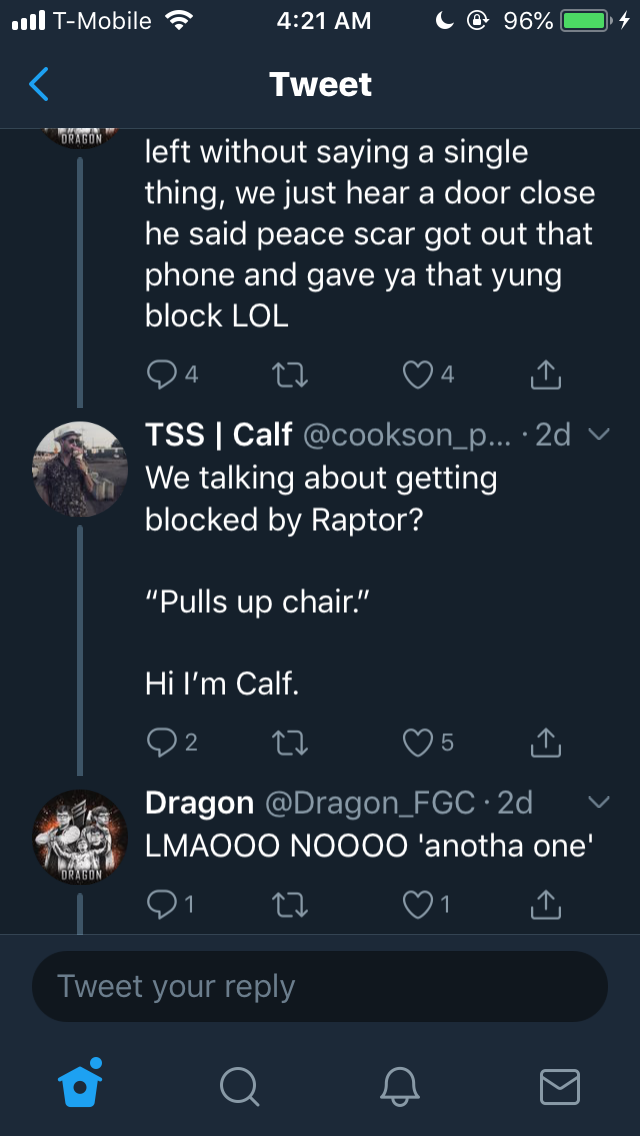 T-Mobile 4:21 AM 96%
Tweet
DRAGON
left without saying a single
thing, we just hear a door close
he said peace scar got out that
phone and gave ya that yung
block LOL
4 4
TSS | Calf @cookson_p... · 2d
We talking about getting
blocked by Raptor?
“Pulls up chair.”
Hi I’m Calf.
2 5
Dragon @Dragon_FGC · 2d
LMAOOO NOOOO 'anotha one'
DRAGON
1 1
Tweet your reply